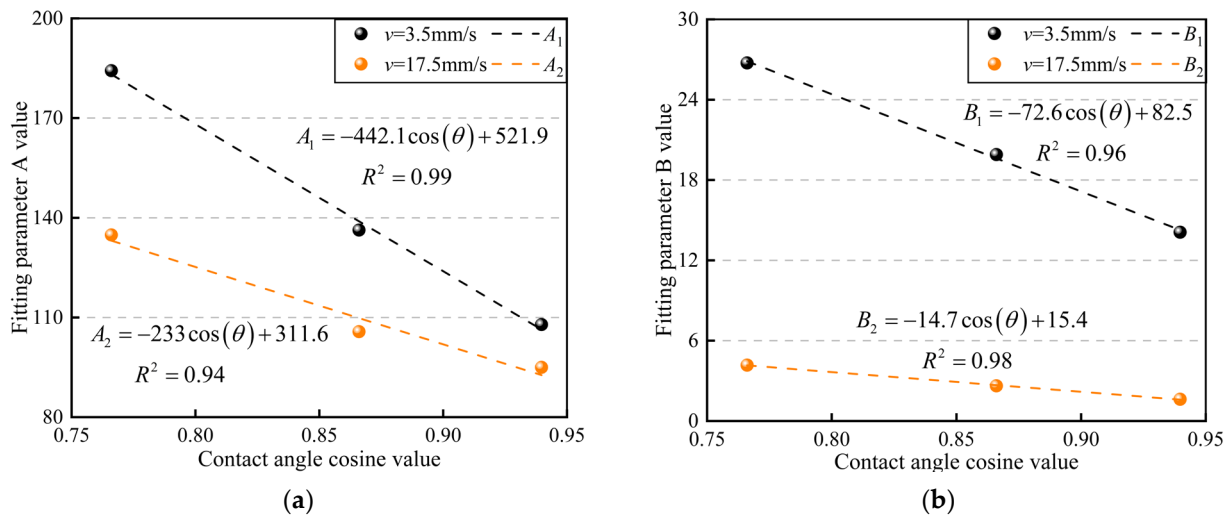 200
170
140
110
80
Fitting parameter A value
v=3.5mm/s A₁
v=17.5mm/s A₂
A₁=−442.1cos(θ)+521.9
R²=0.99
A₂=−233cos(θ)+311.6
R²=0.94
0.75 0.80 0.85 0.90 0.95
Contact angle cosine value
(a)
30
24
18
12
6
0
Fitting parameter B value
v=3.5mm/s B₁
v=17.5mm/s B₂
B₁=−72.6cos(θ)+82.5
R²=0.96
B₂=−14.7cos(θ)+15.4
R²=0.98
0.75 0.80 0.85 0.90 0.95
Contact angle cosine value
(b)